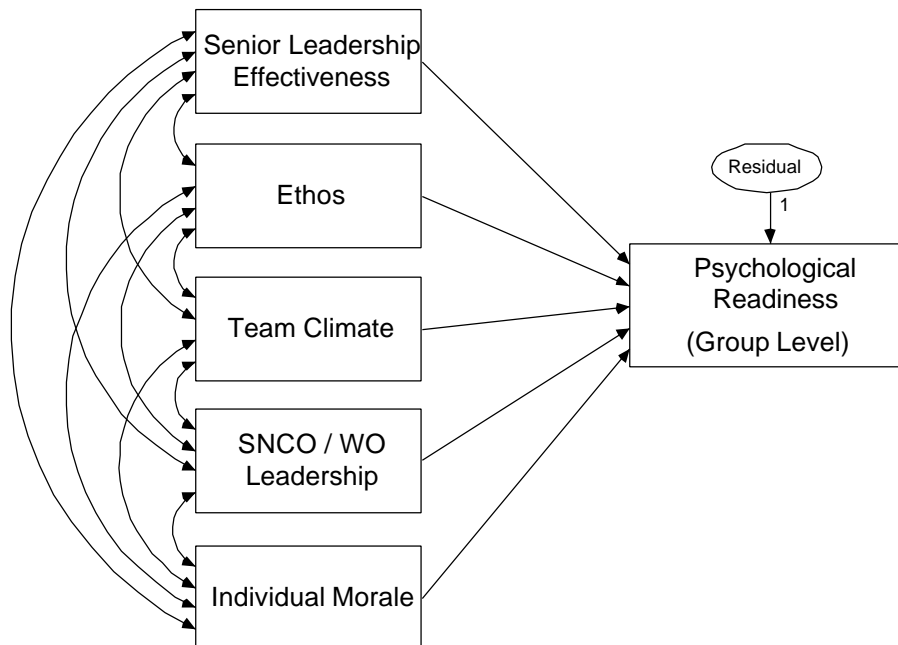 Senior Leadership
Effectiveness
Ethos
Team Climate
SNCO / WO
Leadership
Individual Morale
Residual
1
Psychological
Readiness
(Group Level)